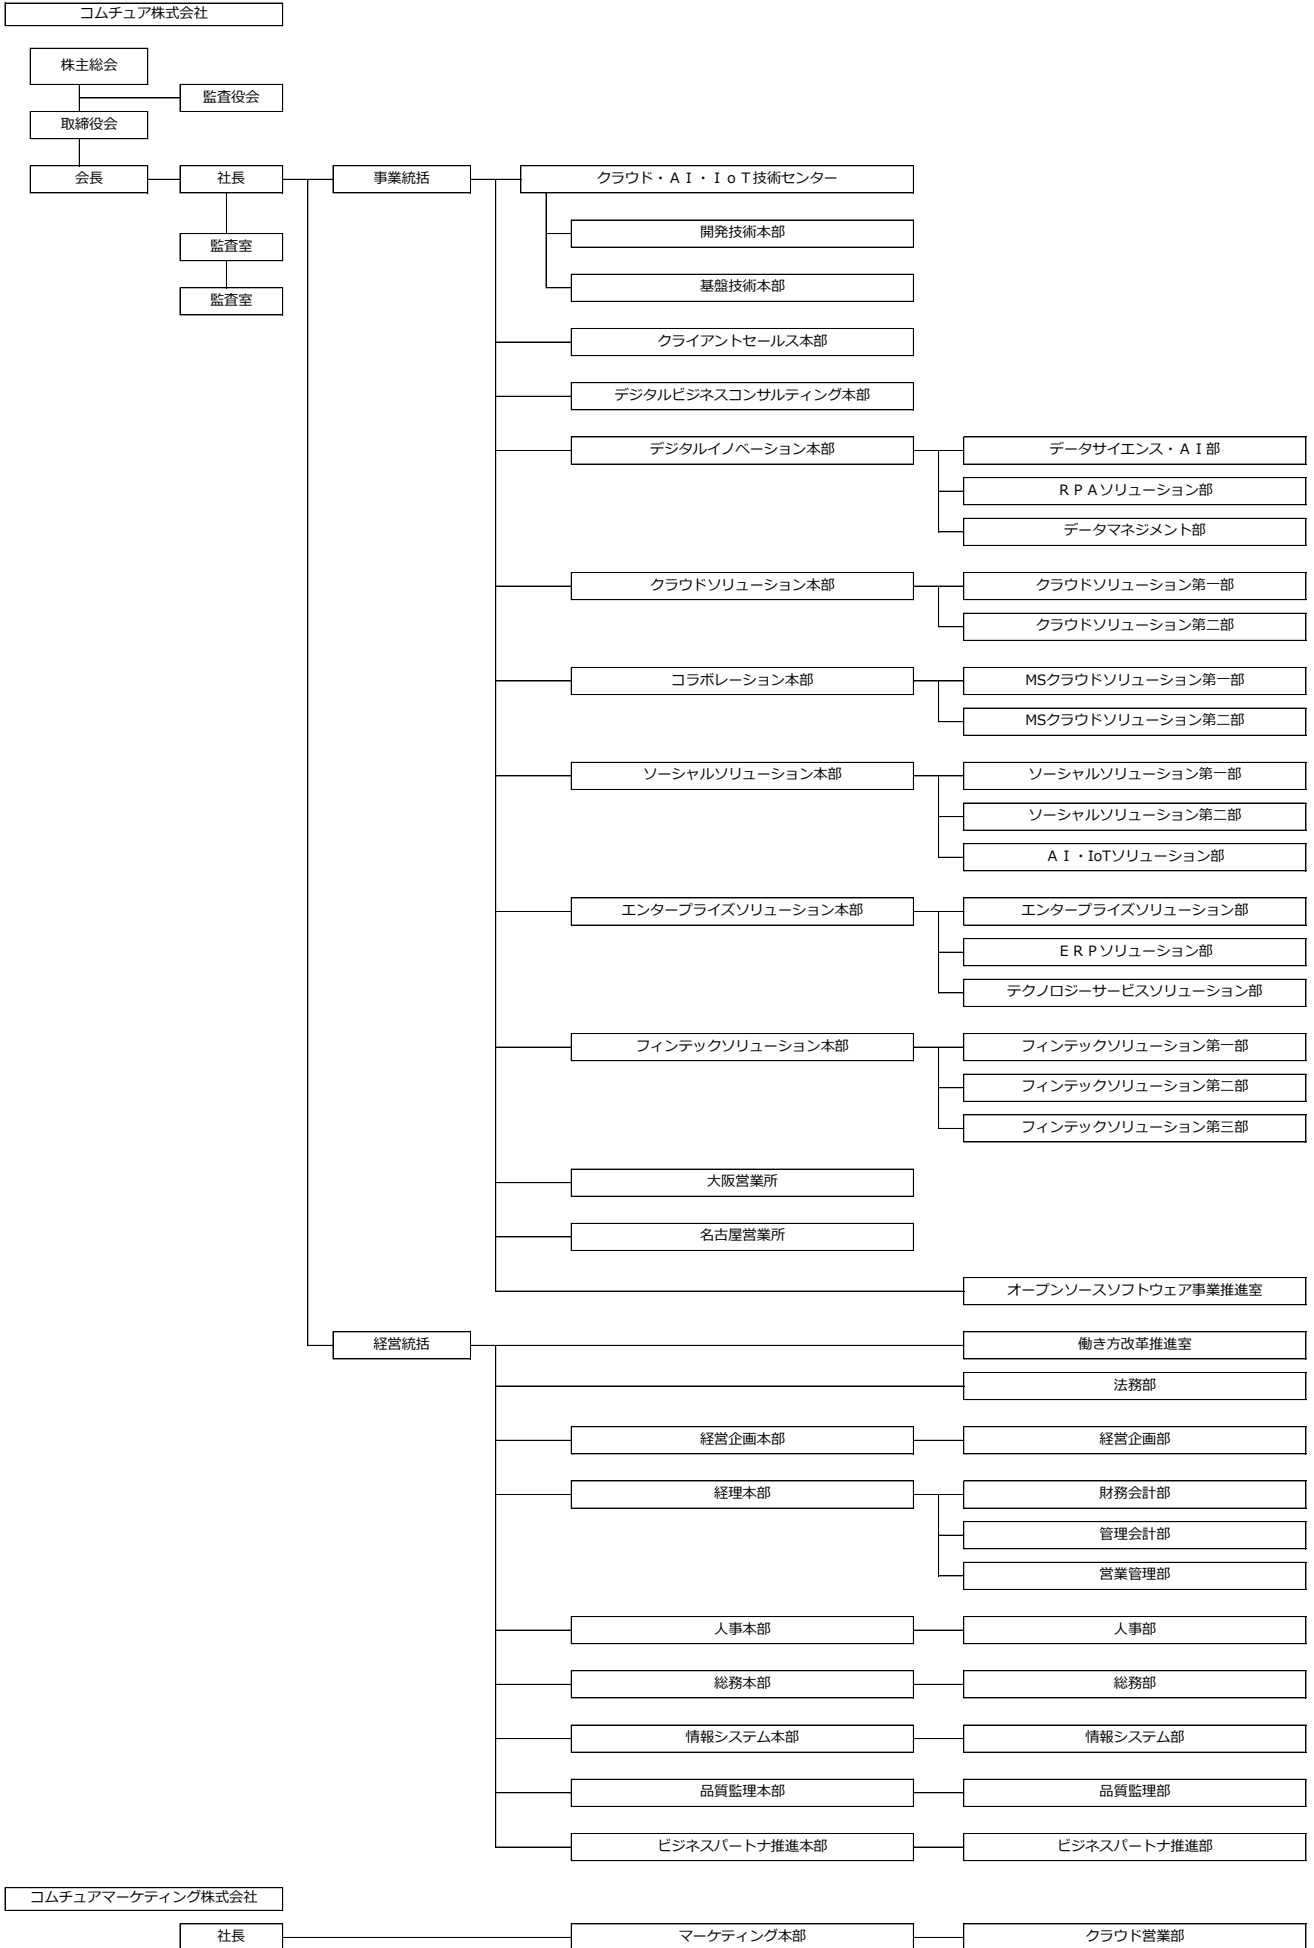 コムチュア株式会社
株主総会
監査役会
取締役会
会長 社長 事業統括 クラウド・ＡＩ・ＩｏＴ技術センター
開発技術本部
監査室
基盤技術本部
監査室
クライアントセールス本部
デジタルビジネスコンサルティング本部
デジタルイノベーション本部 データサイエンス・ＡＩ部
ＲＰＡソリューション部
データマネジメント部
クラウドソリューション本部 クラウドソリューション第一部
クラウドソリューション第二部
コラボレーション本部 MSクラウドソリューション第一部
MSクラウドソリューション第二部
ソーシャルソリューション本部 ソーシャルソリューション第一部
ソーシャルソリューション第二部
ＡＩ・IoTソリューション部
エンタープライズソリューション本部 エンタープライズソリューション部
ＥＲＰソリューション部
テクノロジーサービスソリューション部
フィンテックソリューション本部 フィンテックソリューション第一部
フィンテックソリューション第二部
フィンテックソリューション第三部
大阪営業所
名古屋営業所
オープンソースソフトウェア事業推進室
経営統括 働き方改革推進室
法務部
経営企画本部 経営企画部
経理本部 財務会計部
管理会計部
営業管理部
人事本部 人事部
総務本部 総務部
情報システム本部 情報システム部
品質監理本部 品質監理部
ビジネスパートナ推進本部 ビジネスパートナ推進部
コムチュアマーケティング株式会社
社長 マーケティング本部 クラウド営業部